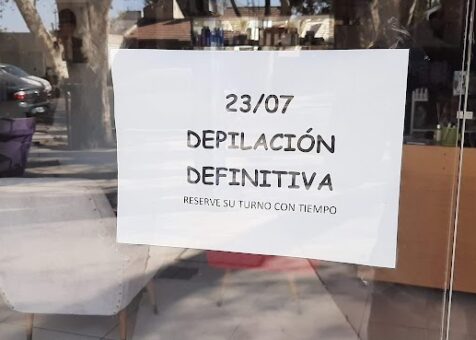 23/07
DEPILACIÓN
DEFINITIVA
RESERVE SU TURNO CON TIEMPO